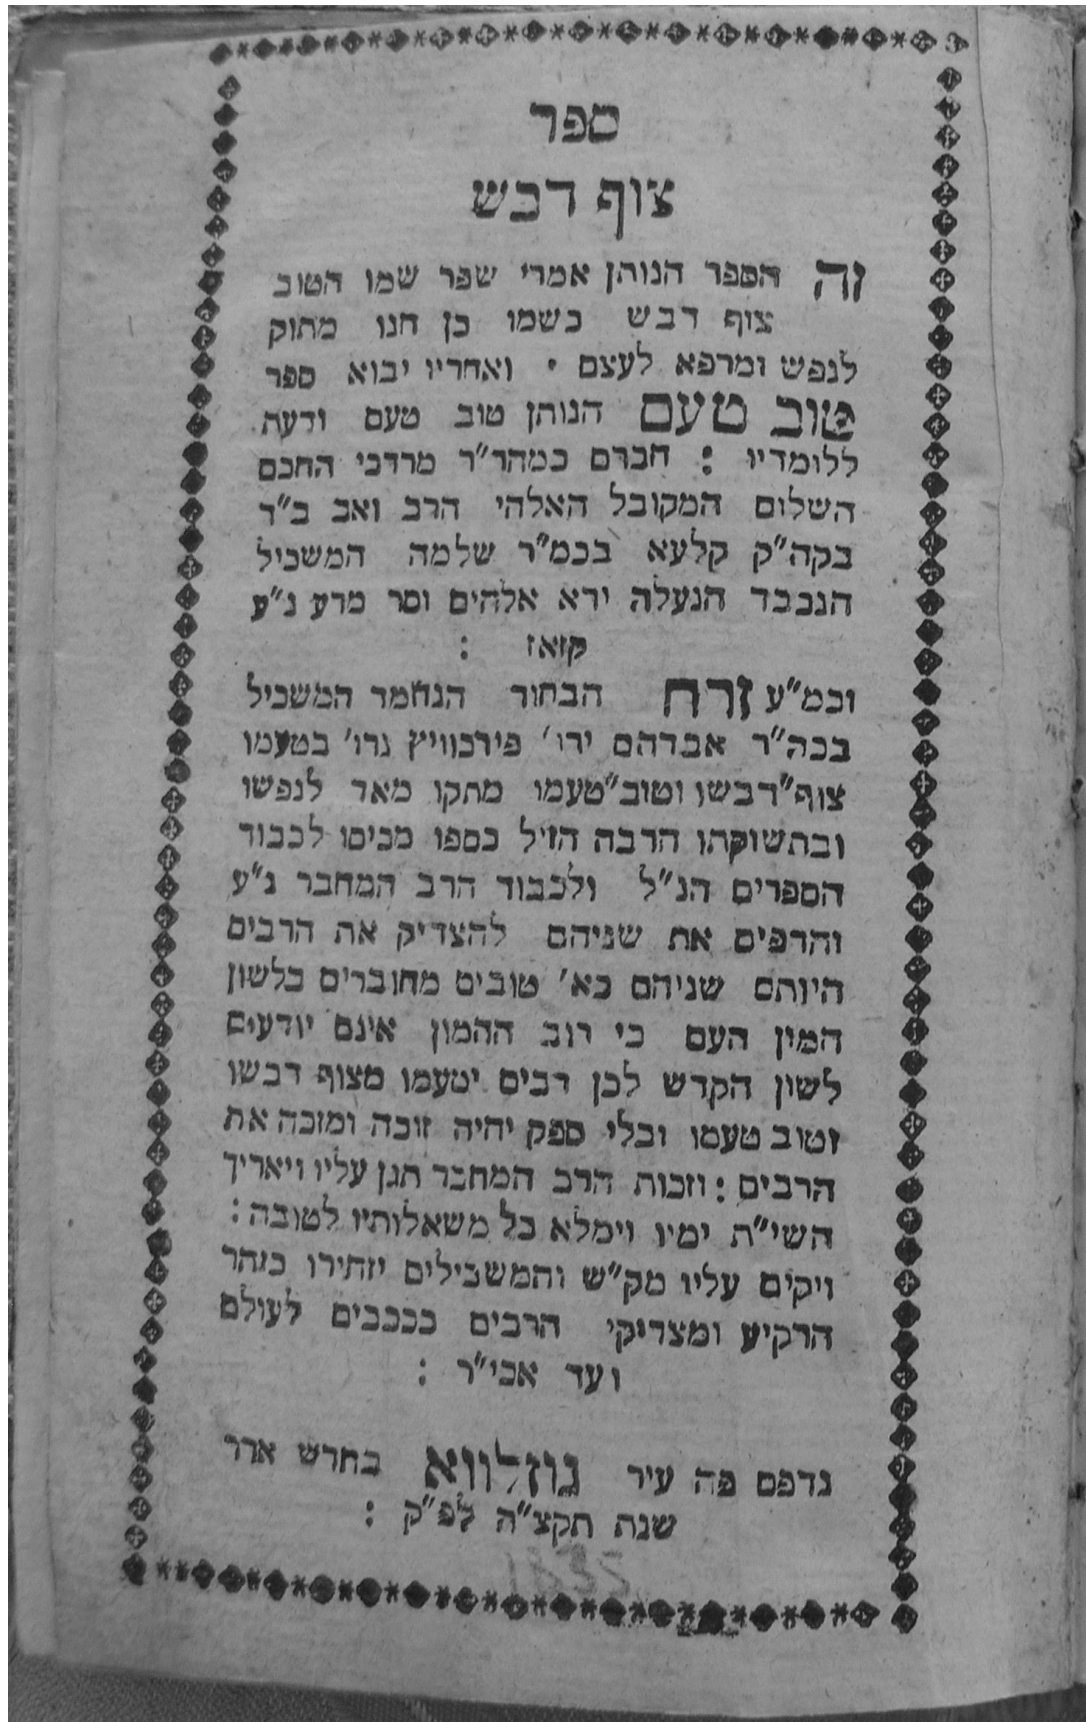 ספר
צוף דבש
זה הספר הנותן אמרי שפר שמו הטוב
צוף דבש כשמו כן חנו מתוק
לנפש ומרפא לעצם · ואחריו יבוא ספר
טוב טעם הנותן טוב טעם ודעת
ללומדיו : חברם כמהר״ר מרדכי החכם
השלום המקובל האלהי הרב ואב ב״ד
בקה״ק קלעא בכמ״ר שלמה המשכיל
הנכבד הנעלה ירא אלהים וסר מרע נ״ע
קזאז :
וכמ״ע זרח הבחור הנחמד המשכיל
בכה״ר אברהם ירו׳ פירכוויץ נרו׳ בטעמו
צוף״דבשו וטוב״טעמו מתקו מאד לנפשו
ובתשוקתו הרבה הזיל כספו מכיסו לכבוד
הספרים הנ״ל ולכבוד הרב המחבר נ״ע
והדפים את שניהם להצדיק את הרבים
היותם שניהם כא׳ טובים מחוברים בלשון
המין העם כי רוב ההמון אינם יודעים
לשון הקדש לכן רבים יטעמו מצוף דבשו
וטוב טעמו ובלי ספק יהיה זוכה ומזכה את
הרבים : וזכות הרב המחבר תגן עליו ויאריך
השי״ת ימיו וימלא כל משאלותיו לטובה :
ויקים עליו מק״ש והמשכילים יזהירו כזהר
הרקיע ומצדיקי הרבים ככככים לעולם
ועד אכי״ר :
נדפס פה עיר גוזלווא בחדש אדר
שנת תקצ״ה לפ״ק :
1835